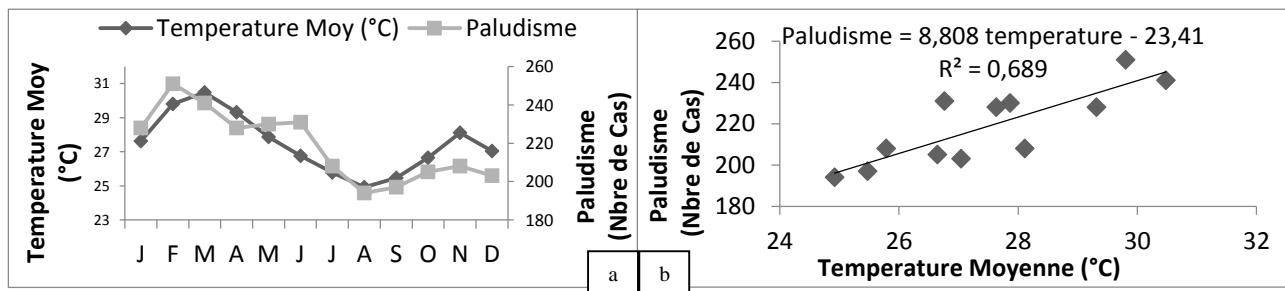 Temperature Moy (°C) Paludisme
Temperature Moy
(°C)
31
29
27
25
23
260
240
220
200
180
Paludisme
(Nbre de Cas)
J F M A M J J A S O N D
a
b
Paludisme = 8,808 temperature - 23,41
R² = 0,689
Paludisme
(Nbre de Cas)
260
240
220
200
180
24 26 28 30 32
Temperature Moyenne (°C)